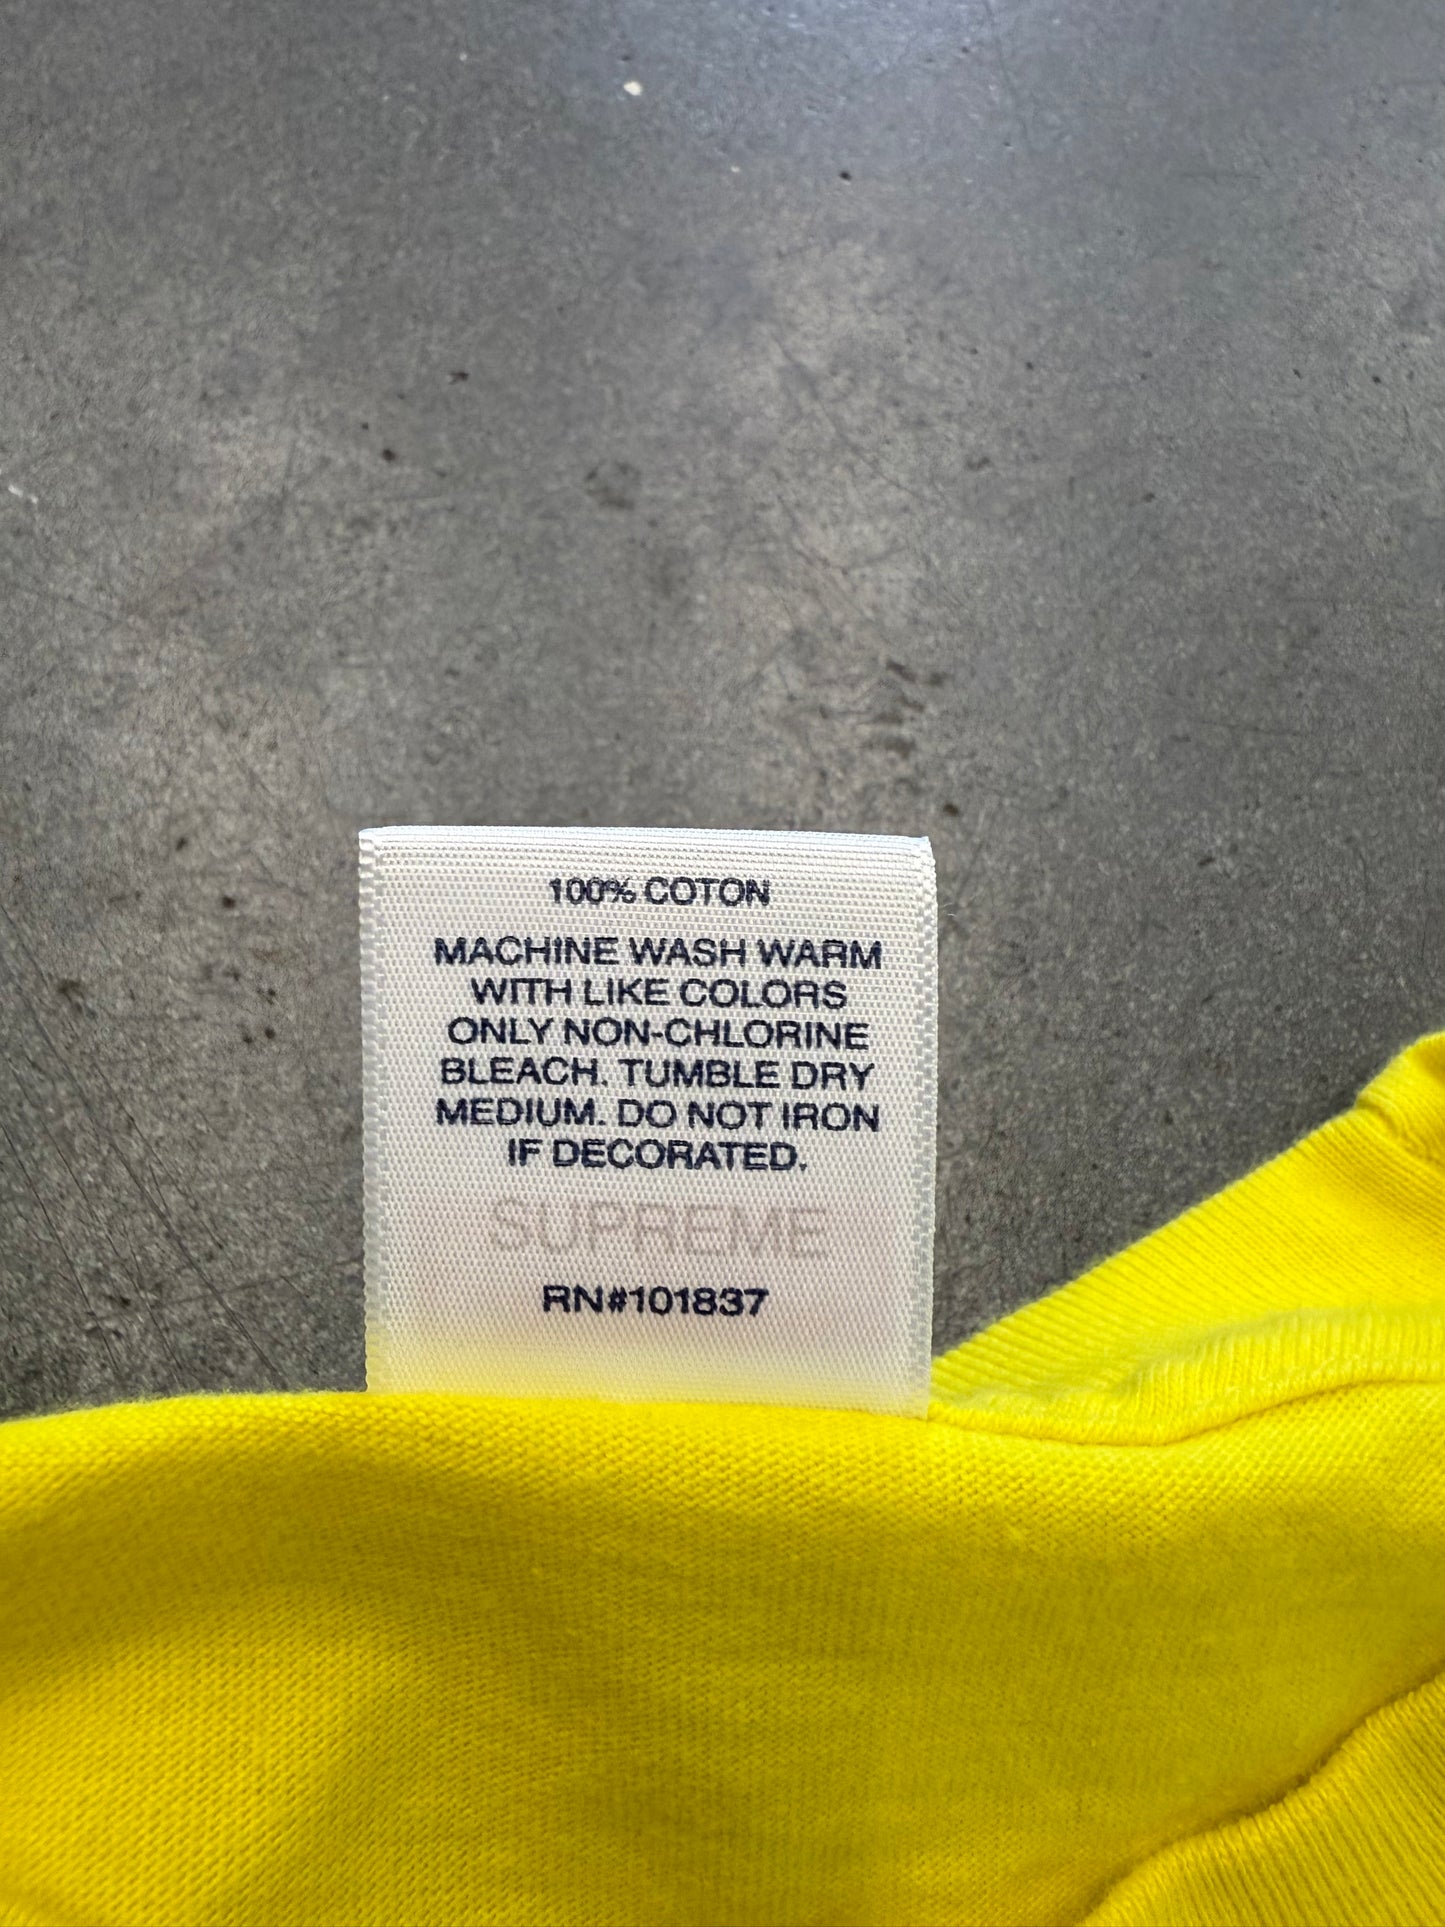 100% COTON
MACHINE WASH WARM
WITH LIKE COLORS
ONLY NON-CHLORINE
BLEACH. TUMBLE DRY
MEDIUM. DO NOT IRON
IF DECORATED.
SUPREME
RN#101837